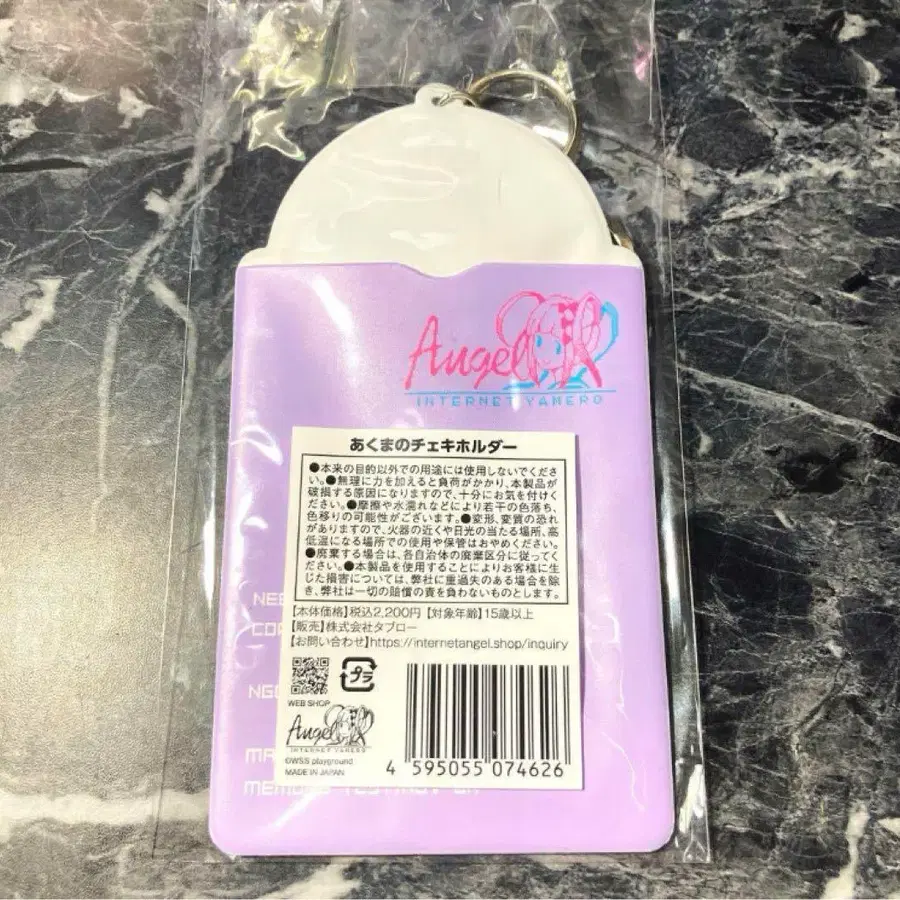 Angel
INTERNET YAMERO
あくまのチェキホルダー
●本来の目的以外での用途には使用しないでくださ
い。●無理に力を加えると負荷がかかり、本製品が
破損する原因になりますので、十分にお気を付けく
ださい。●摩擦や水濡れなどにより若干の色落ち、
色移りの可能性がございます。●変形、変質の恐れ
がありますので、火器の近くや日光の当たる場所、高
低温になる場所での使用や保管はおやめください。
●廃棄する場合は、各自治体の廃棄区分に従ってく
ださい。●本製品を使用することによりお客様に生
じた損害については、弊社に重過失のある場合を除
き、弊社は一切の賠償の責を負わないものとします。
【本体価格】税込2,200円 【対象年齢】15歳以上
【販売】株式会社タブロー
【お問い合わせ】https://internetangel.shop/inquiry
プラ
WEB SHOP
Angel
INTERNET YAMERO
©WSS playground
MADE IN JAPAN
4 595055 074626